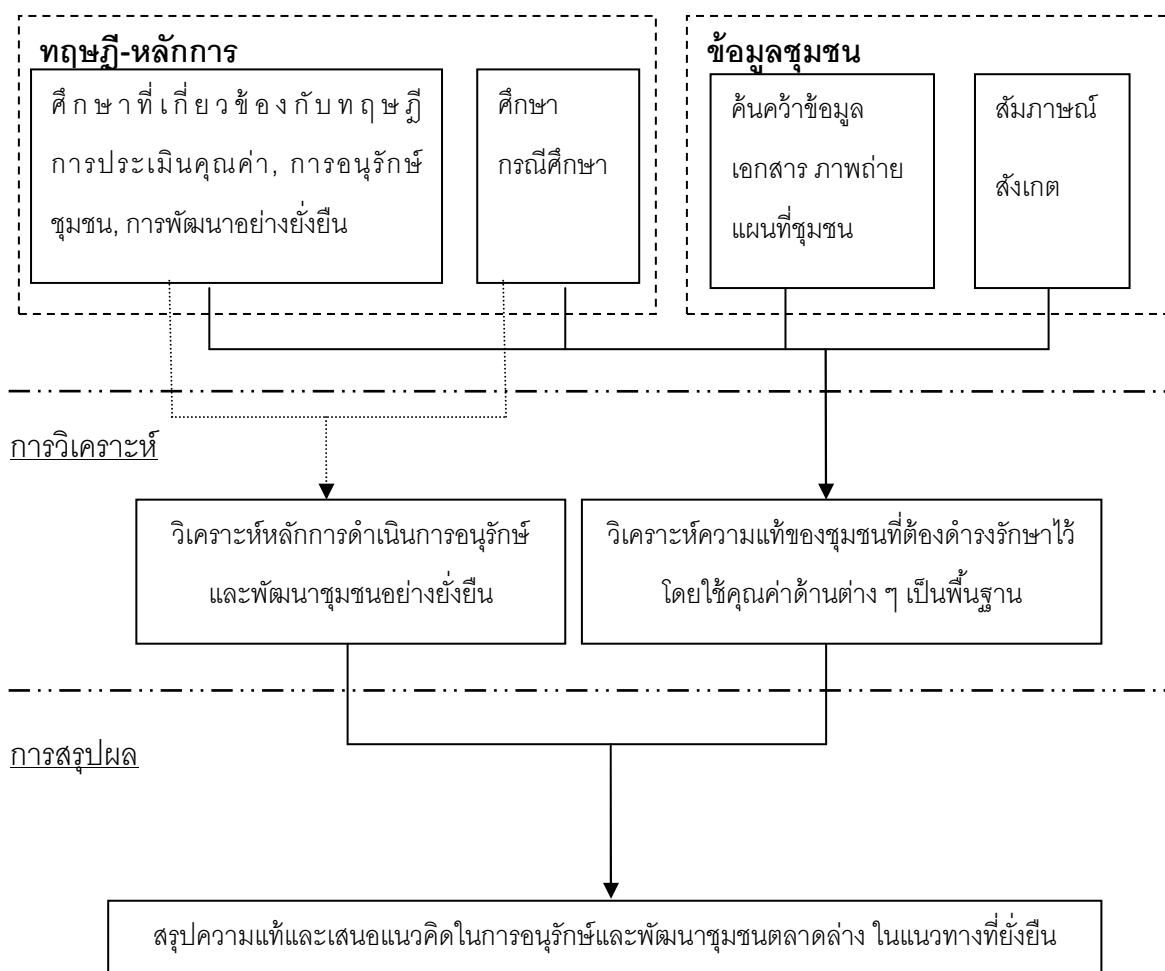 ทฤษฎี-หลักการ
ศึกษาที่เกี่ยวข้องกับทฤษฎี
การประเมินคุณค่า, การอนุรักษ์
ชุมชน, การพัฒนาอย่างยั่งยืน
ศึกษา
กรณีศึกษา
ข้อมูลชุมชน
ค้นคว้าข้อมูล
เอกสาร ภาพถ่าย
แผนที่ชุมชน
สัมภาษณ์
สังเกต
การวิเคราะห์
วิเคราะห์หลักการดำเนินการอนุรักษ์
และพัฒนาชุมชนอย่างยั่งยืน
วิเคราะห์ความแท้ของชุมชนที่ต้องดำรงรักษาไว้
โดยใช้คุณค่าด้านต่าง ๆ เป็นพื้นฐาน
การสรุปผล
สรุปความแท้และเสนอแนวคิดในการอนุรักษ์และพัฒนาชุมชนตลาดล่าง ในแนวทางที่ยั่งยืน